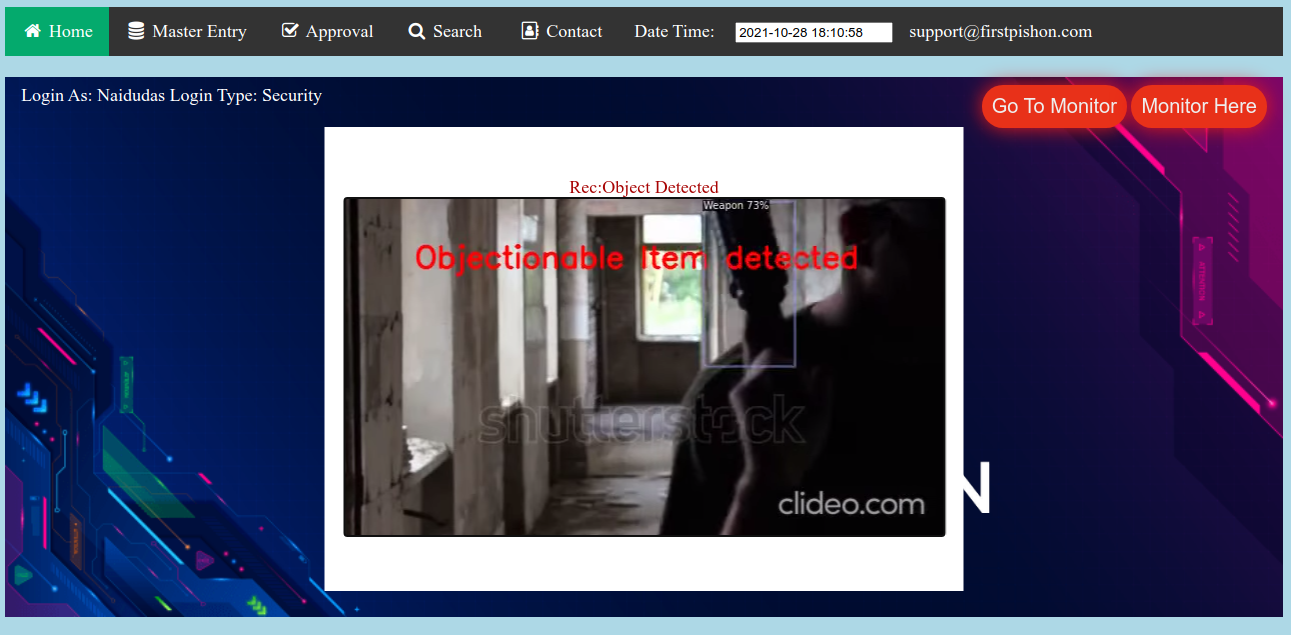 Home Master Entry Approval Search Contact Date Time: 2021-10-28 18:10:58 support@firstpishon.com
Login As: Naidudas Login Type: Security
Go To Monitor Monitor Here
Rec:Object Detected
Weapon 73%
Objectionable Item detected
shutterstock
clideo.com
N